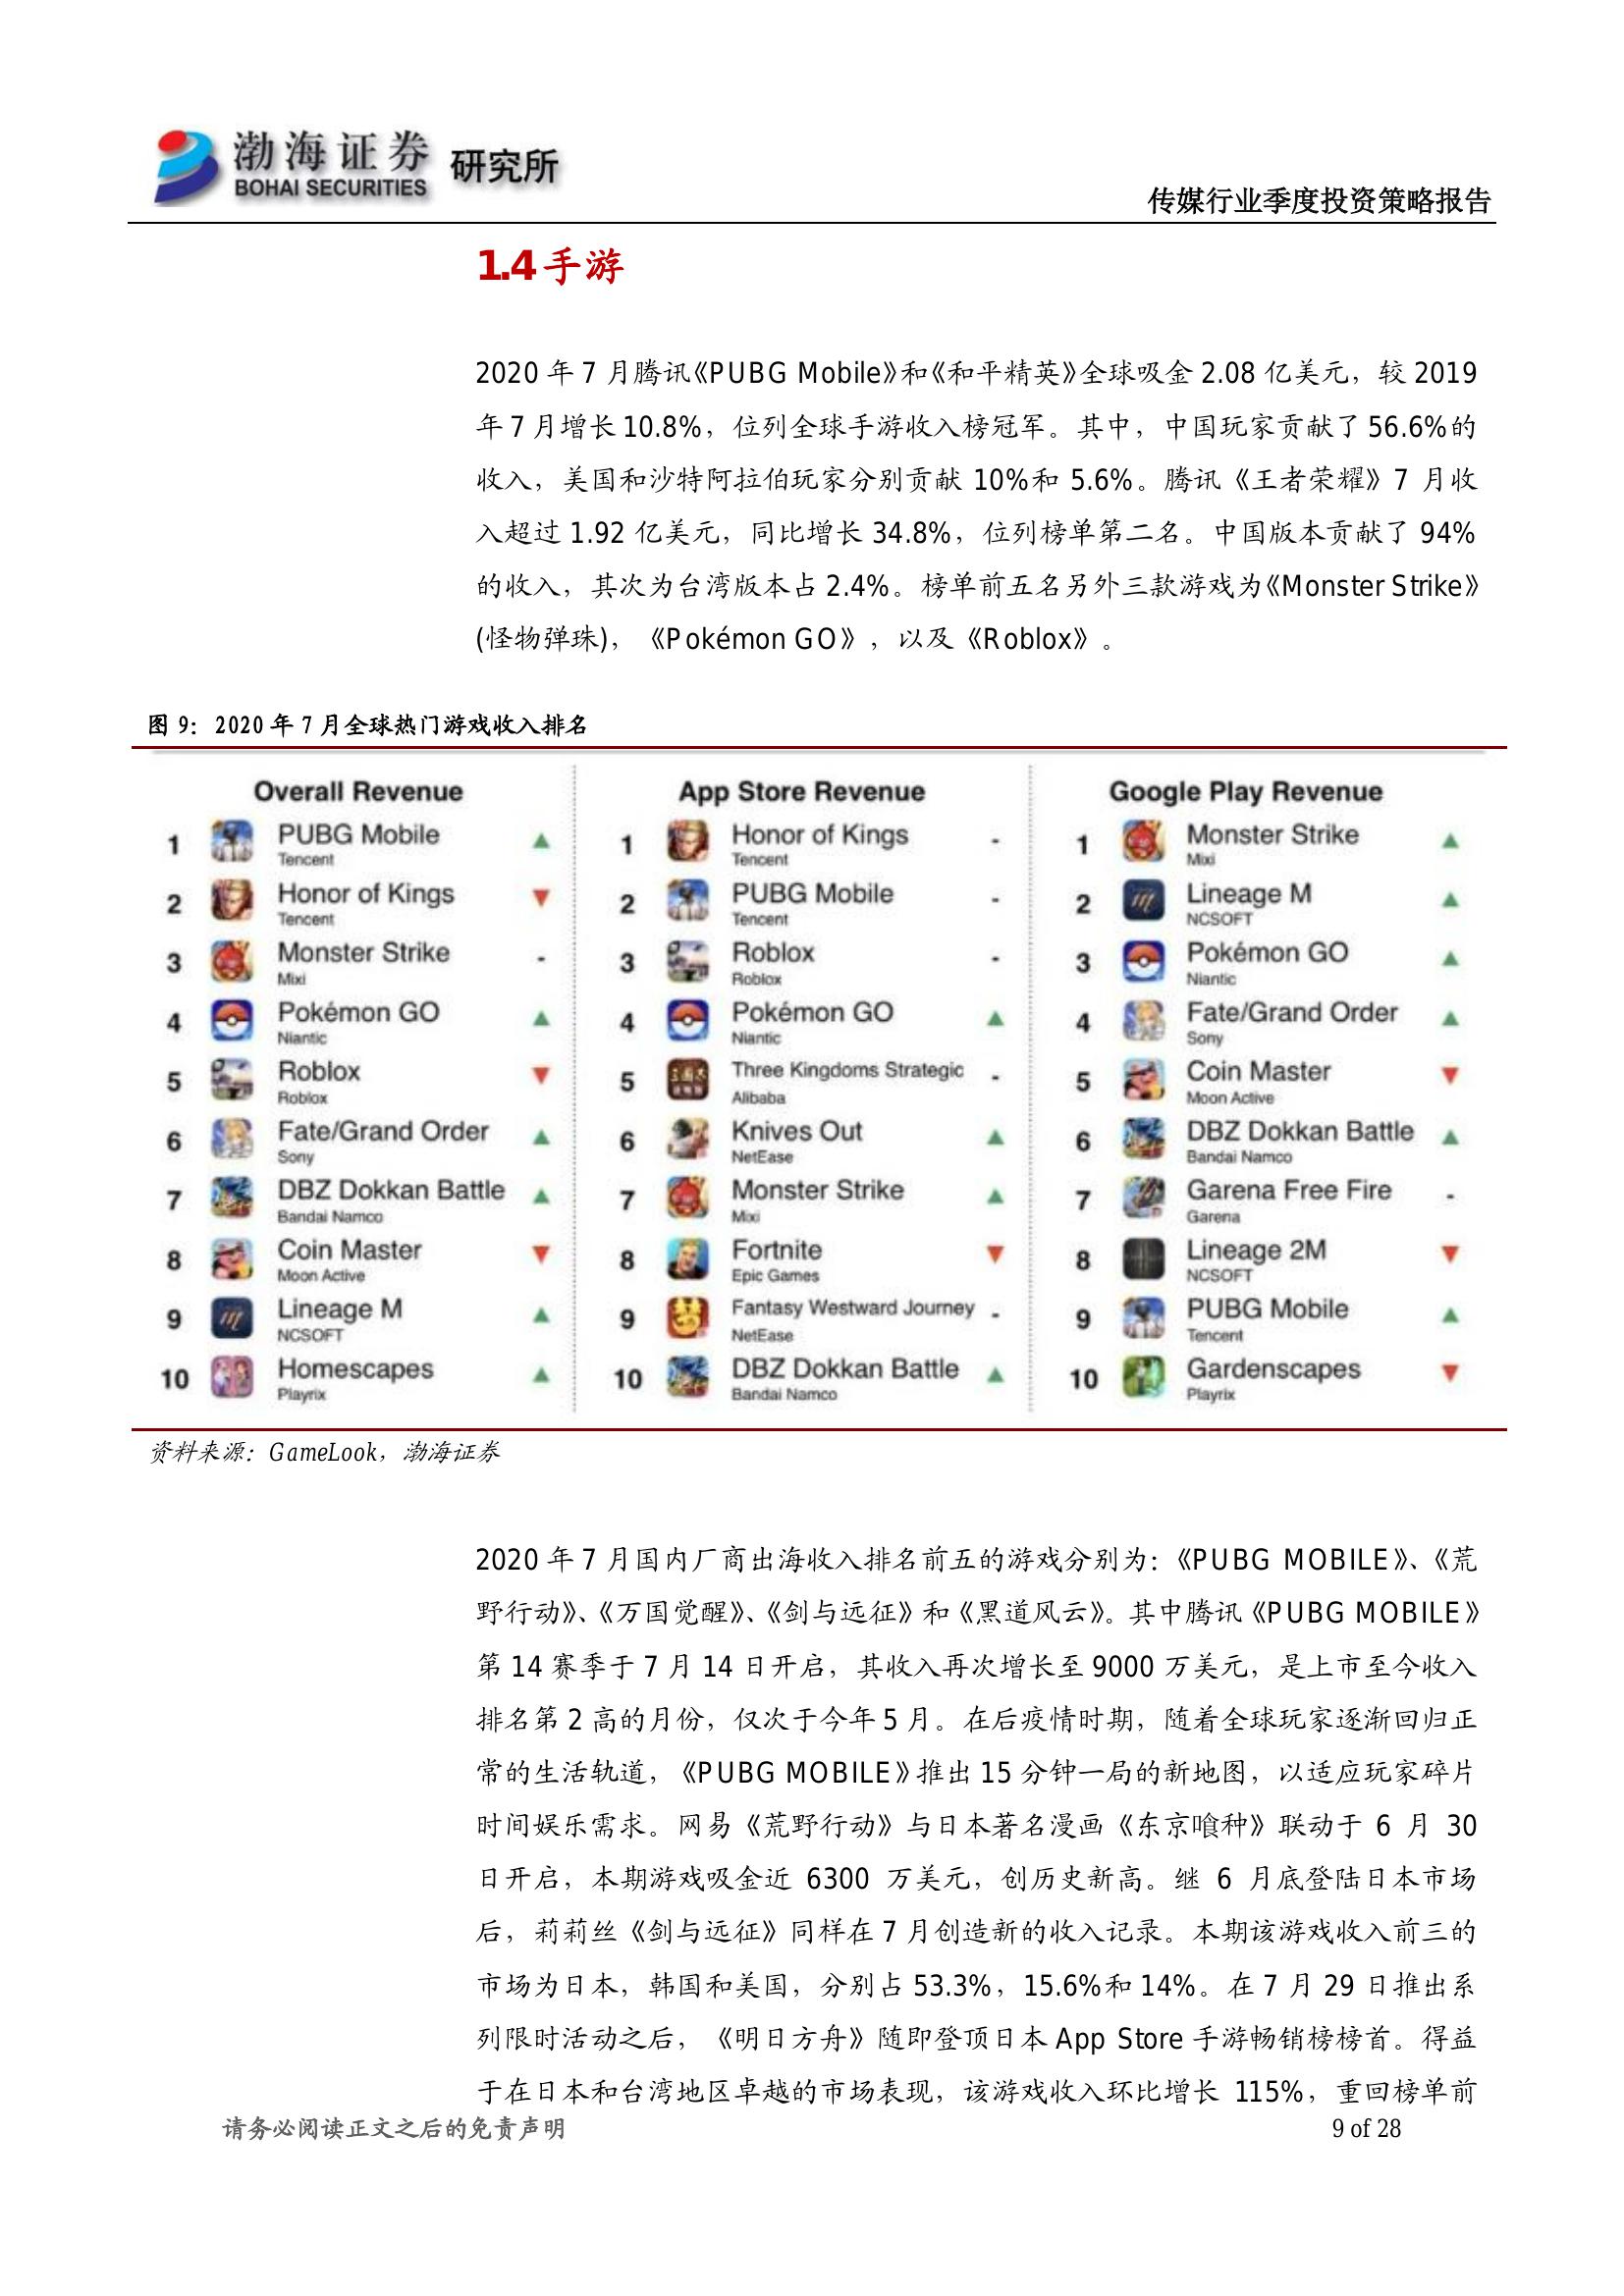 渤海证券 研究所
BOHAI SECURITIES
传媒行业季度投资策略报告
1.4手游
2020 年 7 月腾讯《PUBG Mobile》和《和平精英》全球吸金 2.08 亿美元，较 2019
年 7 月增长 10.8%，位列全球手游收入榜冠军。其中，中国玩家贡献了 56.6%的
收入，美国和沙特阿拉伯玩家分别贡献 10%和 5.6%。腾讯《王者荣耀》7 月收
入超过 1.92 亿美元，同比增长 34.8%，位列榜单第二名。中国版本贡献了 94%
的收入，其次为台湾版本占 2.4%。榜单前五名另外三款游戏为《Monster Strike》
(怪物弹珠)，《Pokémon GO》，以及《Roblox》。
图 9：2020 年 7 月全球热门游戏收入排名
Overall Revenue
1 PUBG Mobile
Tencent
2 Honor of Kings
Tencent
3 Monster Strike -
Mixi
4 Pokémon GO
Niantic
5 Roblox
Roblox
6 Fate/Grand Order
Sony
7 DBZ Dokkan Battle
Bandai Namco
8 Coin Master
Moon Active
9 Lineage M
NCSOFT
10 Homescapes
Playrix
App Store Revenue
1 Honor of Kings -
Tencent
2 PUBG Mobile -
Tencent
3 Roblox -
Roblox
4 Pokémon GO
Niantic
5 Three Kingdoms Strategic -
Alibaba
6 Knives Out
NetEase
7 Monster Strike
Mixi
8 Fortnite
Epic Games
9 Fantasy Westward Journey -
NetEase
10 DBZ Dokkan Battle
Bandai Namco
Google Play Revenue
1 Monster Strike
Mixi
2 Lineage M
NCSOFT
3 Pokémon GO
Niantic
4 Fate/Grand Order
Sony
5 Coin Master
Moon Active
6 DBZ Dokkan Battle
Bandai Namco
7 Garena Free Fire -
Garena
8 Lineage 2M
NCSOFT
9 PUBG Mobile
Tencent
10 Gardenscapes
Playrix
资料来源：GameLook，渤海证券
2020 年 7 月国内厂商出海收入排名前五的游戏分别为：《PUBG MOBILE》、《荒
野行动》、《万国觉醒》、《剑与远征》和《黑道风云》。其中腾讯《PUBG MOBILE》
第 14 赛季于 7 月 14 日开启，其收入再次增长至 9000 万美元，是上市至今收入
排名第 2 高的月份，仅次于今年 5 月。在后疫情时期，随着全球玩家逐渐回归正
常的生活轨道，《PUBG MOBILE》推出 15 分钟一局的新地图，以适应玩家碎片
时间娱乐需求。网易《荒野行动》与日本著名漫画《东京喰种》联动于 6 月 30
日开启，本期游戏吸金近 6300 万美元，创历史新高。继 6 月底登陆日本市场
后，莉莉丝《剑与远征》同样在 7 月创造新的收入记录。本期该游戏收入前三的
市场为日本，韩国和美国，分别占 53.3%，15.6%和 14%。在 7 月 29 日推出系
列限时活动之后，《明日方舟》随即登顶日本 App Store 手游畅销榜榜首。得益
于在日本和台湾地区卓越的市场表现，该游戏收入环比增长 115%，重回榜单前
请务必阅读正文之后的免责声明
9 of 28